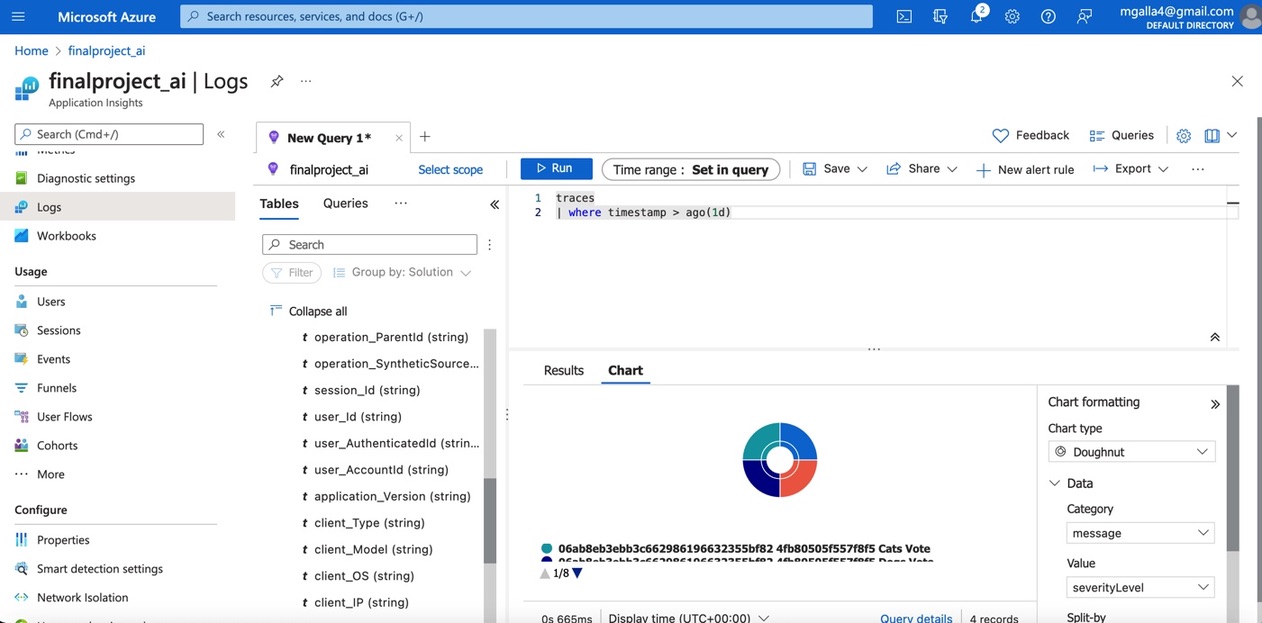 Microsoft Azure
Search resources, services, and docs (G+/)
2
mgalla4@gmail.com
DEFAULT DIRECTORY
Home > finalproject_ai
finalproject_ai | Logs
Application Insights
Search (Cmd+/)
«
Metrics
Diagnostic settings
Logs
Workbooks
Usage
Users
Sessions
Events
Funnels
User Flows
Cohorts
More
Configure
Properties
Smart detection settings
Network Isolation
New Query 1*
Feedback
Queries
finalproject_ai
Select scope
Run
Time range : Set in query
Save
Share
New alert rule
Export
Tables
Queries
Search
Filter
Group by: Solution
Collapse all
t operation_ParentId (string)
t operation_SyntheticSource...
t session_Id (string)
t user_Id (string)
t user_AuthenticatedId (strin...
t user_AccountId (string)
t application_Version (string)
t client_Type (string)
t client_Model (string)
t client_OS (string)
t client_IP (string)
1 traces
2 | where timestamp > ago(1d)
Results
Chart
06ab8eb3ebb3c662986196632355bf82 4fb80505f557f8f5 Cats Vote
06ab8eb3ebb3c662986196632355bf82 4fb80505f557f8f5 Dogs Vote
1/8
Chart formatting
Chart type
Doughnut
Data
Category
message
Value
severityLevel
Split-by
0s 665ms
Display time (UTC+00:00)
Query details
4 records